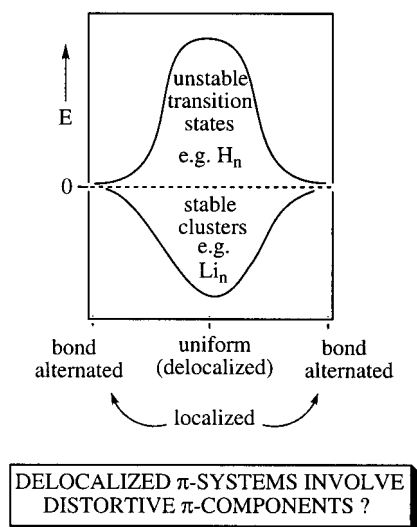 E
unstable
transition
states
e.g. Hₙ
0
stable
clusters
e.g.
Liₙ
bond
alternated
uniform
(delocalized)
bond
alternated
localized
DELOCALIZED π-SYSTEMS INVOLVE
DISTORTIVE π-COMPONENTS ?